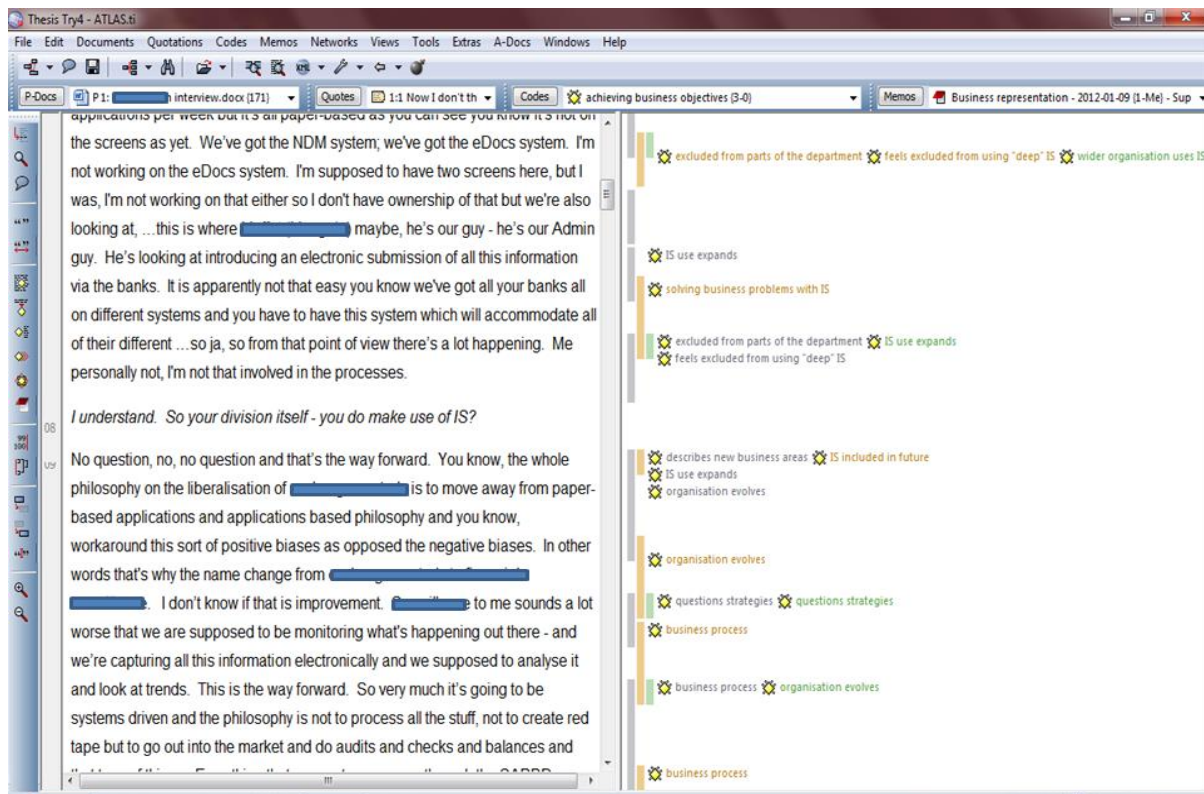 Thesis Try4 - ATLAS.ti
File Edit Documents Quotations Codes Memos Networks Views Tools Extras A-Docs Windows Help
P-Docs P 1: interview.docx {171} Quotes 1:1 Now I don't th Codes achieving business objectives {3-0} Memos Business representation - 2012-01-09 {1-Me} - Sup
applications per week but it's all paper-based as you can see you know it's not on
the screens as yet. We've got the NDM system; we've got the eDocs system. I'm
not working on the eDocs system. I'm supposed to have two screens here, but I
was, I'm not working on that either so I don't have ownership of that but we're also
looking at, ...this is where maybe, he's our guy - he's our Admin
guy. He's looking at introducing an electronic submission of all this information
via the banks. It is apparently not that easy you know we've got all your banks all
on different systems and you have to have this system which will accommodate all
of their different ...so ja, so from that point of view there's a lot happening. Me
personally not, I'm not that involved in the processes.
08
I understand. So your division itself - you do make use of IS?
09
No question, no, no question and that's the way forward. You know, the whole
philosophy on the liberalisation of is to move away from paper-
based applications and applications based philosophy and you know,
workaround this sort of positive biases as opposed the negative biases. In other
words that's why the name change from
. I don't know if that is improvement. to me sounds a lot
worse that we are supposed to be monitoring what's happening out there - and
we're capturing all this information electronically and we supposed to analyse it
and look at trends. This is the way forward. So very much it's going to be
systems driven and the philosophy is not to process all the stuff, not to create red
tape but to go out into the market and do audits and checks and balances and
excluded from parts of the department feels excluded from using "deep" IS wider organisation uses IS
IS use expands
solving business problems with IS
excluded from parts of the department IS use expands
feels excluded from using "deep" IS
describes new business areas IS included in future
IS use expands
organisation evolves
organisation evolves
questions strategies questions strategies
business process
business process organisation evolves
business process